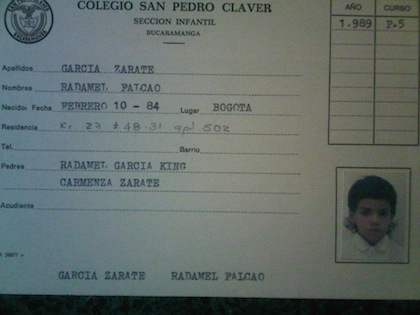 COLEGIO SAN PEDRO CLAVER
SECCION INFANTIL
BUCARAMANGA
AÑO CURSO
1.989 P.5
Apellidos GARCIA ZARATE
Nombres RADAMEL FALCAO
Nacido: Fecha FEBRERO 10 - 84 Lugar BOGOTA
Residencia Kr. 27 # 48-31 apt 502
Tel. Barrio
Padres RADAMEL GARCIA KING
CARMENZA ZARATE
Acudiente
GARCIA ZARATE RADAMEL FALCAO